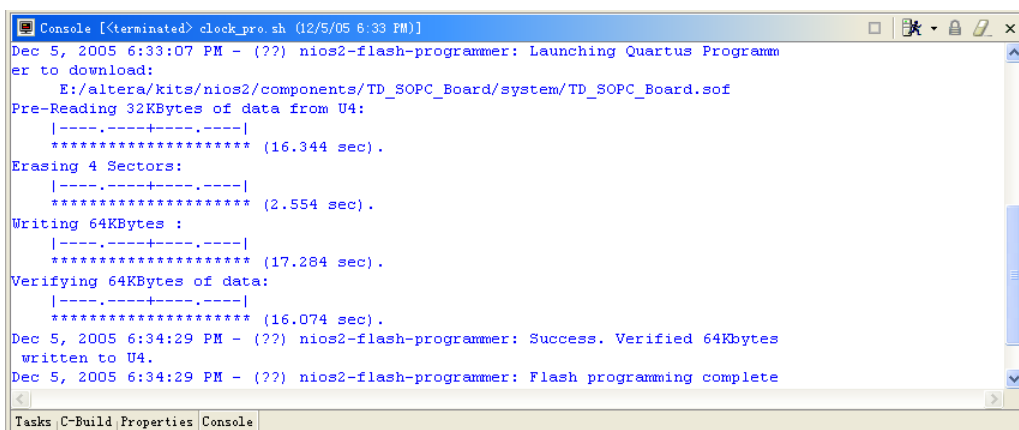 Console [<terminated> clock_pro.sh (12/5/05 6:33 PM)]
Dec 5, 2005 6:33:07 PM - (??) nios2-flash-programmer: Launching Quartus Programm
er to download:
E:/altera/kits/nios2/components/TD_SOPC_Board/system/TD_SOPC_Board.sof
Pre-Reading 32KBytes of data from U4:
|----.----+----.----|
********************* (16.344 sec).
Erasing 4 Sectors:
|----.----+----.----|
********************* (2.554 sec).
Writing 64KBytes :
|----.----+----.----|
********************* (17.284 sec).
Verifying 64KBytes of data:
|----.----+----.----|
********************* (16.074 sec).
Dec 5, 2005 6:34:29 PM - (??) nios2-flash-programmer: Success. Verified 64Kbytes
written to U4.
Dec 5, 2005 6:34:29 PM - (??) nios2-flash-programmer: Flash programming complete
Tasks C-Build Properties Console